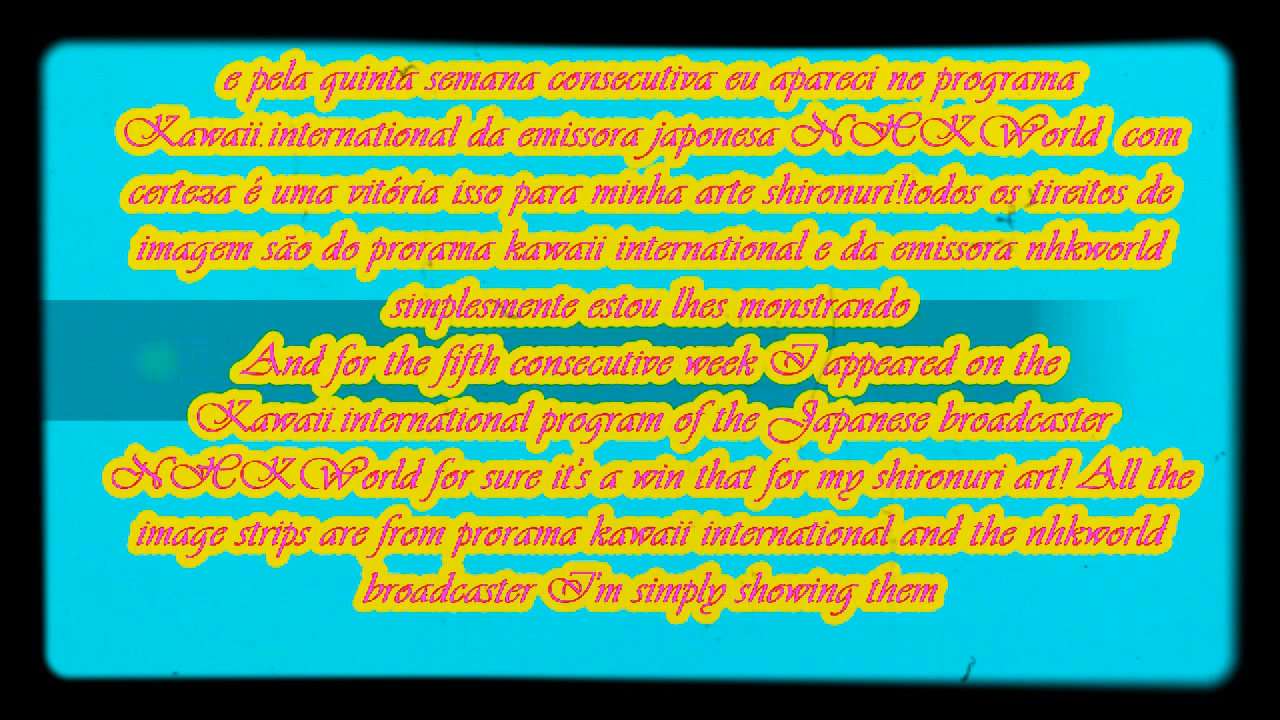 e pela quinta semana consecutiva eu apareci no programa
Kawaii.international da emissora japonesa NHKWorld com
certeza é uma vitória isso para minha arte shironuri!todos os tireitos de
imagem são do prorama kawaii international e da emissora nhkworld
simplesmente estou lhes monstrando
And for the fifth consecutive week I appeared on the
Kawaii.international program of the Japanese broadcaster
NHKWorld for sure it's a win that for my shironuri art! All the
image strips are from prorama kawaii international and the nhkworld
broadcaster I'm simply showing them